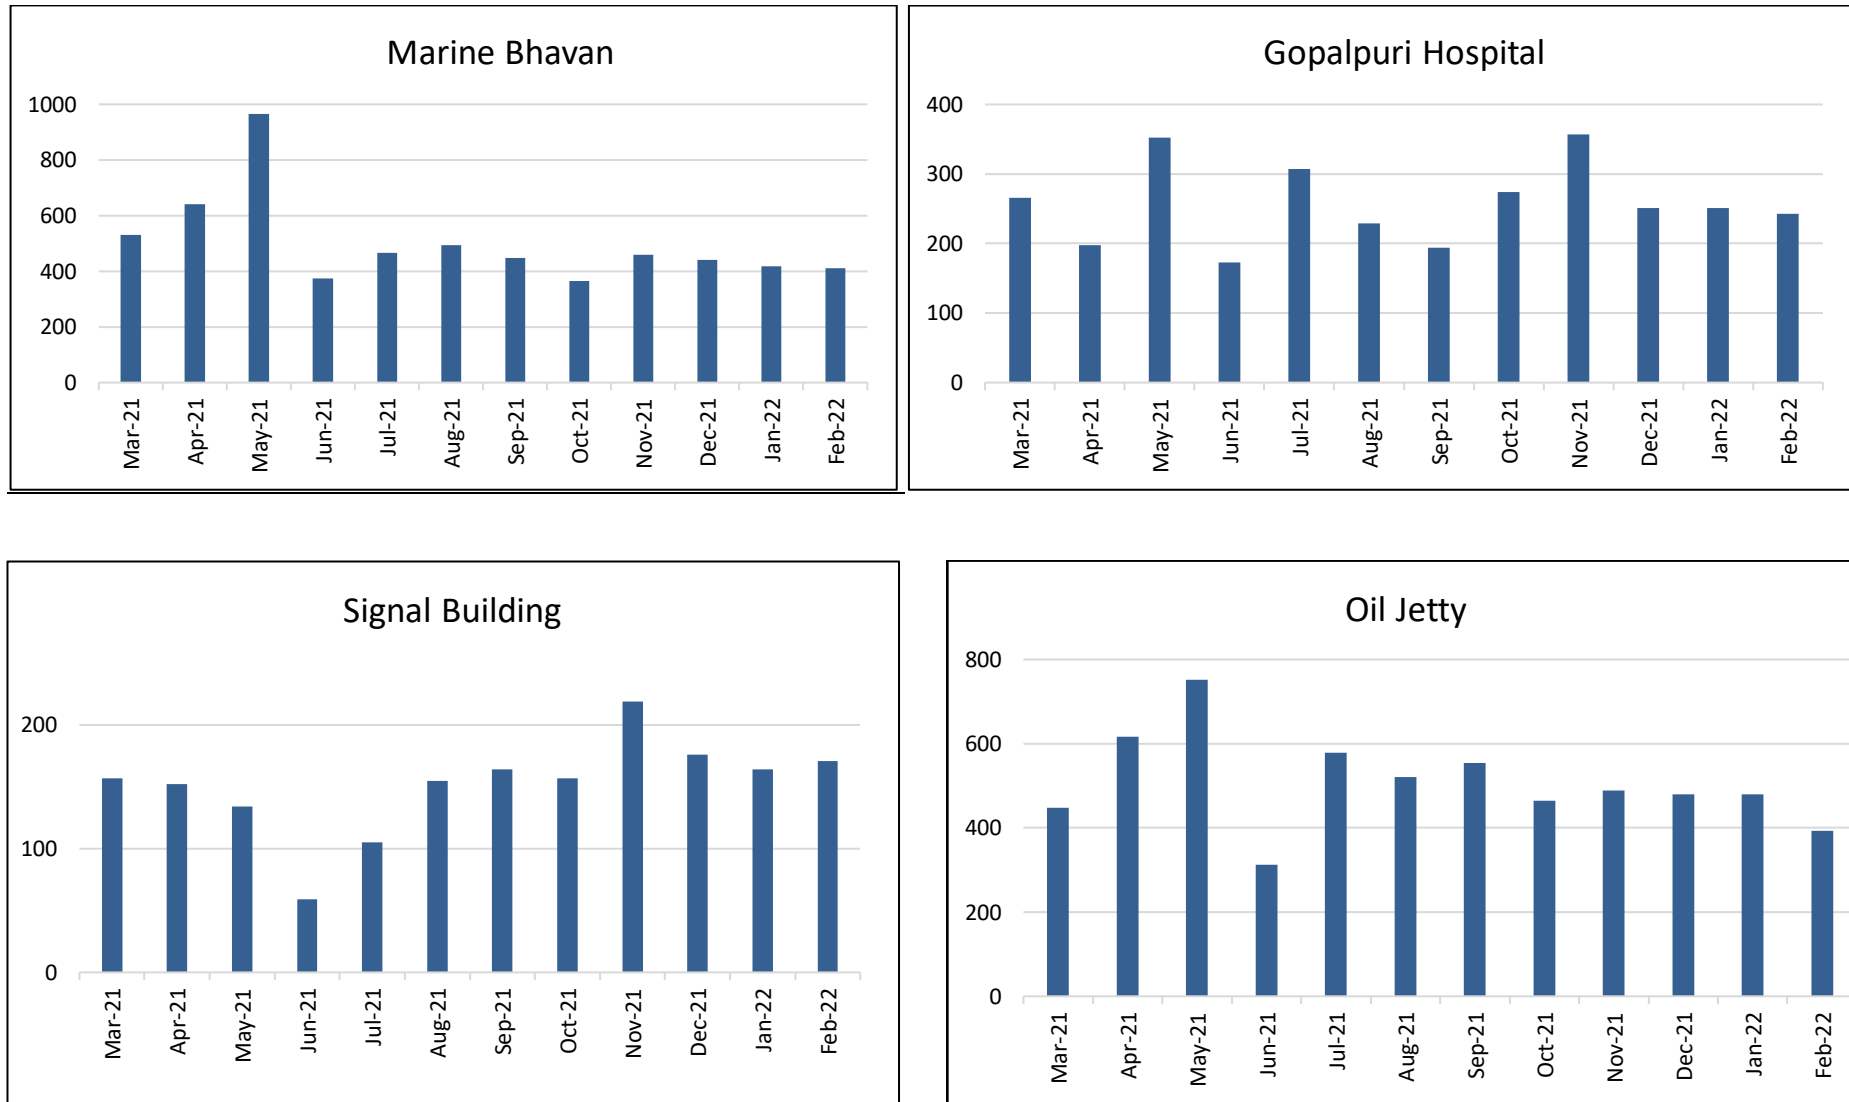 Marine Bhavan
1000
800
600
400
200
0
Mar-21
Apr-21
May-21
Jun-21
Jul-21
Aug-21
Sep-21
Oct-21
Nov-21
Dec-21
Jan-22
Feb-22
Gopalpuri Hospital
400
300
200
100
0
Mar-21
Apr-21
May-21
Jun-21
Jul-21
Aug-21
Sep-21
Oct-21
Nov-21
Dec-21
Jan-22
Feb-22
Signal Building
200
100
0
Mar-21
Apr-21
May-21
Jun-21
Jul-21
Aug-21
Sep-21
Oct-21
Nov-21
Dec-21
Jan-22
Feb-22
Oil Jetty
800
600
400
200
0
Mar-21
Apr-21
May-21
Jun-21
Jul-21
Aug-21
Sep-21
Oct-21
Nov-21
Dec-21
Jan-22
Feb-22